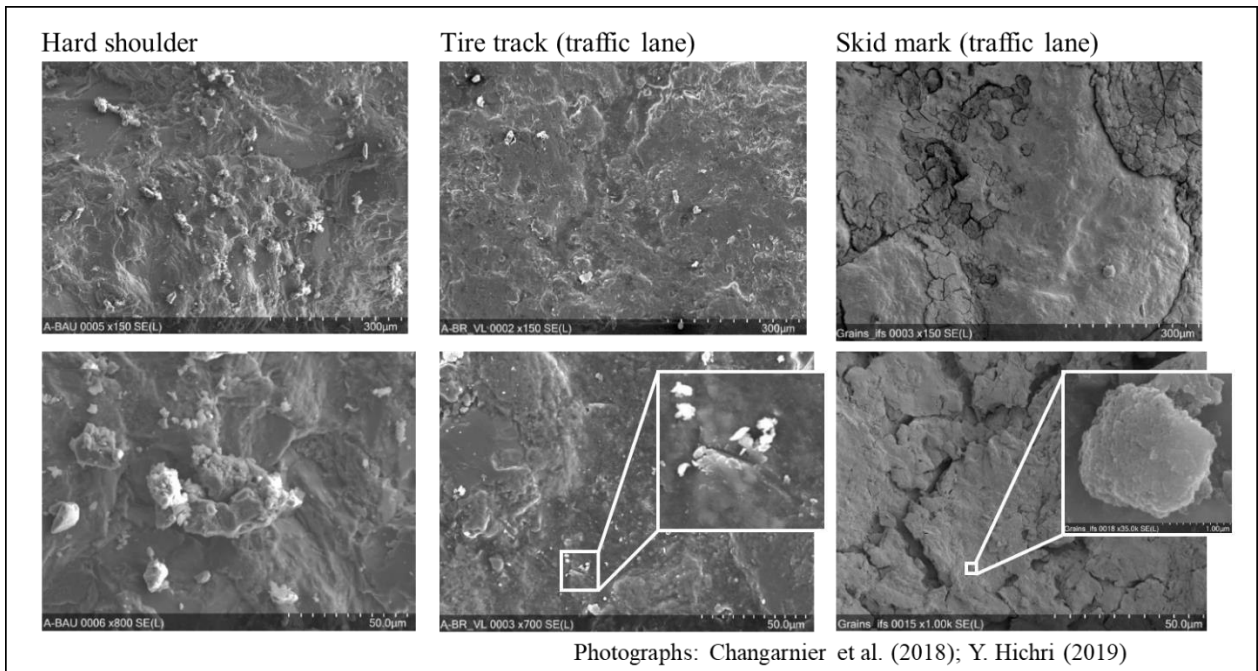 Hard shoulder
Tire track (traffic lane)
Skid mark (traffic lane)
A-BAU 0005 x150 SE(L)
300µm
A-BR_VL 0002 x150 SE(L)
300µm
Grains_ifs 0003 x150 SE(L)
300µm
A-BAU 0006 x800 SE(L)
50.0µm
A-BR_VL 0003 x700 SE(L)
50.0µm
Grains_ifs 0018 x35.0k SE(L)
1.00µm
Grains_ifs 0015 x1.00k SE(L)
50.0µm
Photographs: Changarnier et al. (2018); Y. Hichri (2019)